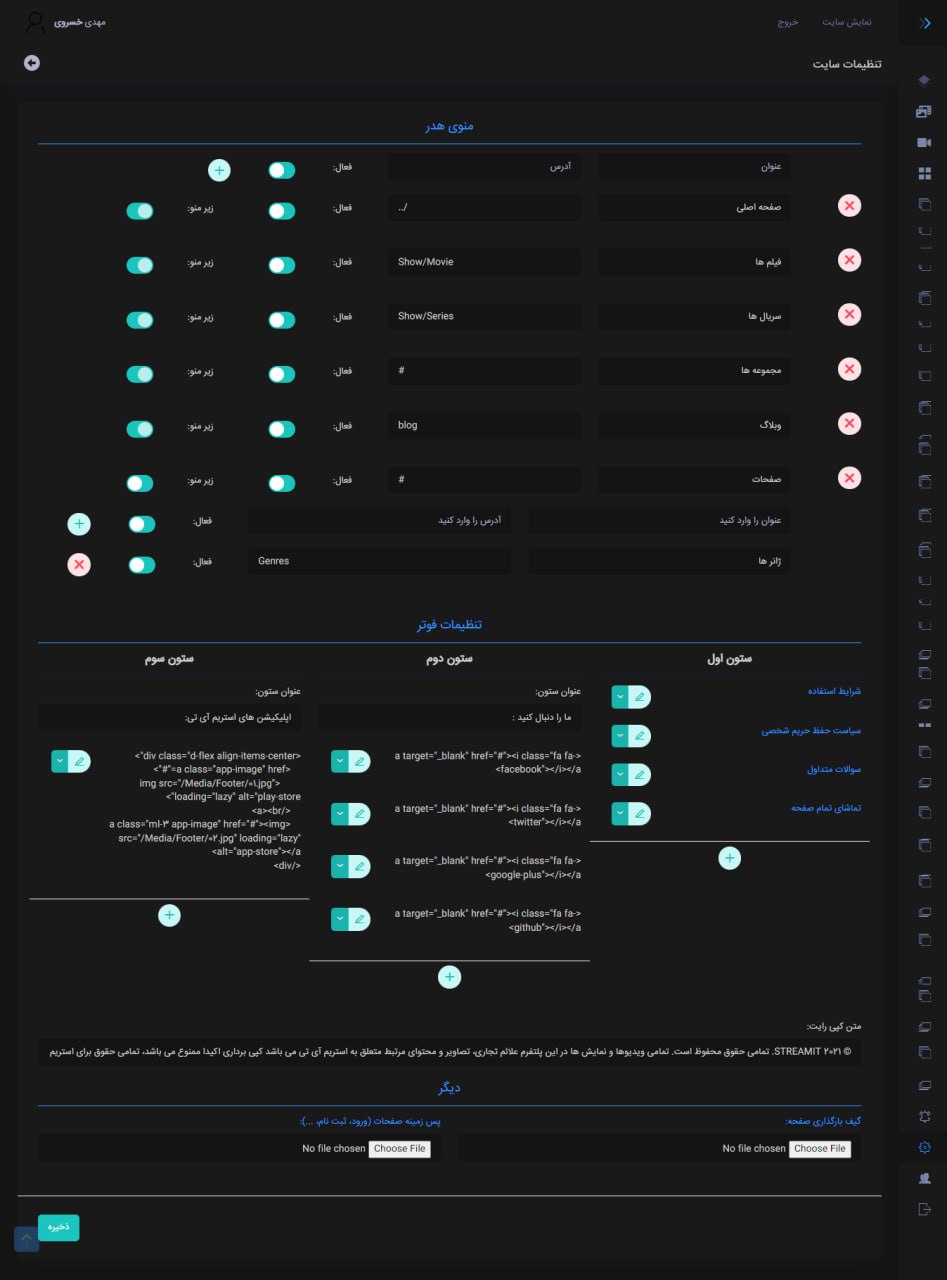 نمایش سایت
خروج
مهدی خسروی
تنظیمات سایت
منوی هدر
عنوان
آدرس
فعال:
صفحه اصلی
../
فعال:
زیر منو:
فیلم ها
Show/Movie
فعال:
زیر منو:
سریال ها
Show/Series
فعال:
زیر منو:
مجموعه ها
#
فعال:
زیر منو:
وبلاگ
blog
فعال:
زیر منو:
صفحات
#
فعال:
زیر منو:
عنوان را وارد کنید
آدرس را وارد کنید
فعال:
ژانر ها
Genres
فعال:
تنظیمات فوتر
ستون اول
شرایط استفاده
سیاست حفظ حریم شخصی
سوالات متداول
تماشای تمام صفحه
ستون دوم
عنوان ستون:
ما را دنبال کنید :
a target="_blank" href="#"><i class="fa fa->
<facebook"></i></a
a target="_blank" href="#"><i class="fa fa->
<twitter"></i></a
a target="_blank" href="#"><i class="fa fa->
<google-plus"></i></a
a target="_blank" href="#"><i class="fa fa->
<github"></i></a
ستون سوم
عنوان ستون:
اپلیکیشن های استریم آی تی:
<"div class="d-flex align-items-center>
<"#"=a class="app-image" href>
img src="/Media/Footer/۰۱.jpg">
<"loading="lazy" alt="play-store
<a><br/>
a class="ml-۳ app-image" href="#"><img>
src="/Media/Footer/۰۲.jpg" loading="lazy"
<alt="app-store"></a
<div/>
متن کپی رایت:
© ۲۰۲۱ STREAMIT. تمامی حقوق محفوظ است. تمامی ویدیوها و نمایش ها در این پلتفرم علائم تجاری، تصاویر و محتوای مرتبط متعلق به استریم آی تی می باشد کپی برداری اکیدا ممنوع می باشد، تمامی حقوق برای استریم
دیگر
گیف بارگذاری صفحه:
Choose File No file chosen
پس زمینه صفحات (ورود، ثبت نام، ...):
Choose File No file chosen
ذخیره